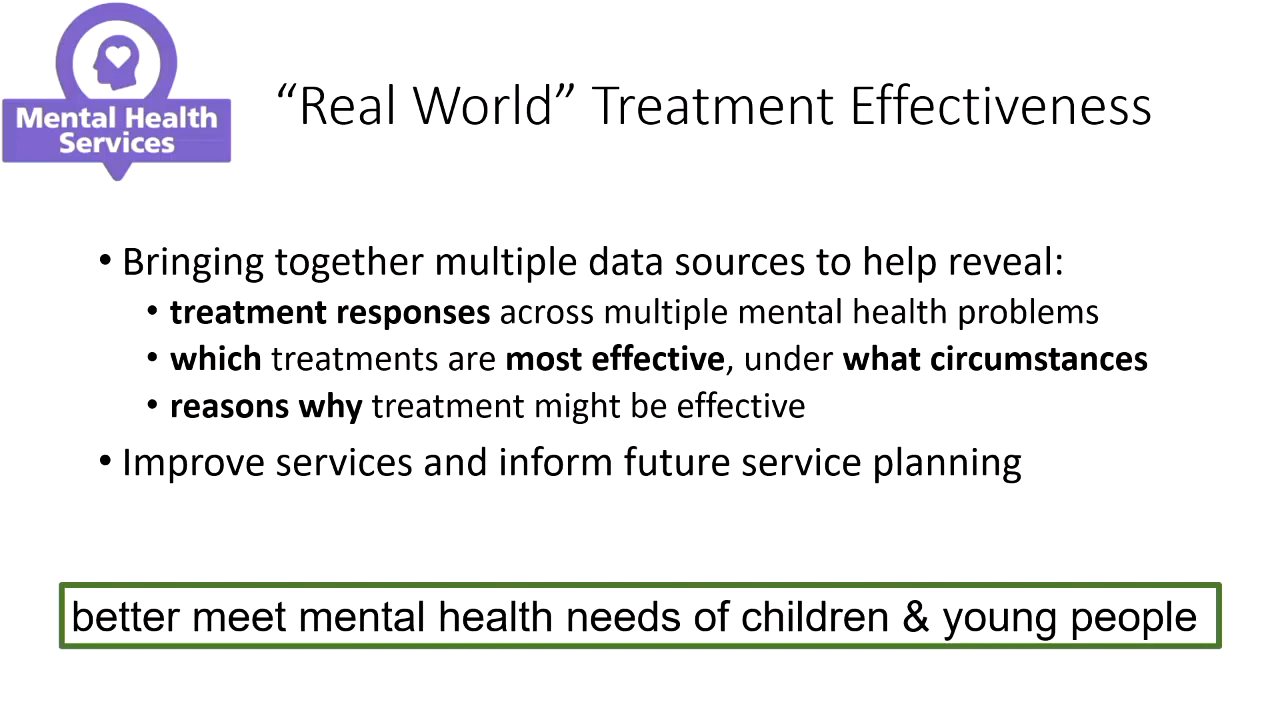 Mental Health
Services
“Real World” Treatment Effectiveness
• Bringing together multiple data sources to help reveal:
• treatment responses across multiple mental health problems
• which treatments are most effective, under what circumstances
• reasons why treatment might be effective
• Improve services and inform future service planning
better meet mental health needs of children & young people